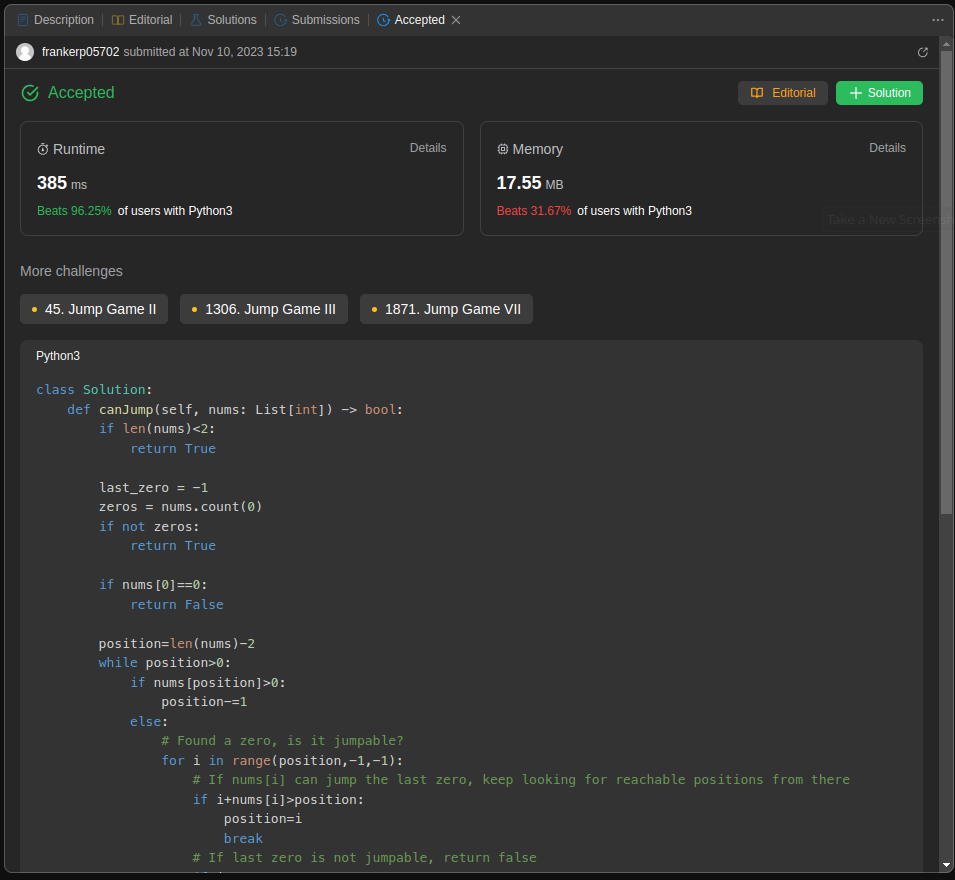 Description Editorial Solutions Submissions Accepted
frankerp05702 submitted at Nov 10, 2023 15:19
Accepted
Editorial
Solution
Runtime Details
385 ms
Beats 96.25% of users with Python3
Memory Details
17.55 MB
Beats 31.67% of users with Python3
Take a New Screensh
More challenges
45. Jump Game II
1306. Jump Game III
1871. Jump Game VII
Python3
class Solution:
    def canJump(self, nums: List[int]) -> bool:
        if len(nums)<2:
            return True
        last_zero = -1
        zeros = nums.count(0)
        if not zeros:
            return True
        if nums[0]==0:
            return False
        position=len(nums)-2
        while position>0:
            if nums[position]>0:
                position-=1
            else:
                # Found a zero, is it jumpable?
                for i in range(position,-1,-1):
                    # If nums[i] can jump the last zero, keep looking for reachable positions from there
                    if i+nums[i]>position:
                        position=i
                        break
                    # If last zero is not jumpable, return false